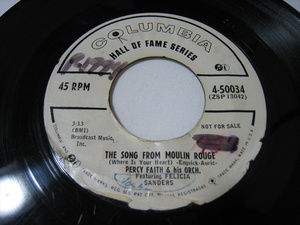 COLUMBIA
HALL OF FAME SERIES
45 RPM
4-50034
(ZSP 13042)
3:13
(BMI)
Broadcast Music,
Inc.
NOT FOR SALE
THE SONG FROM MOULIN ROUGE
(Where Is Your Heart) -Engvick-Auric-
PERCY FAITH & his ORCH.
Featuring FELICIA
SANDERS